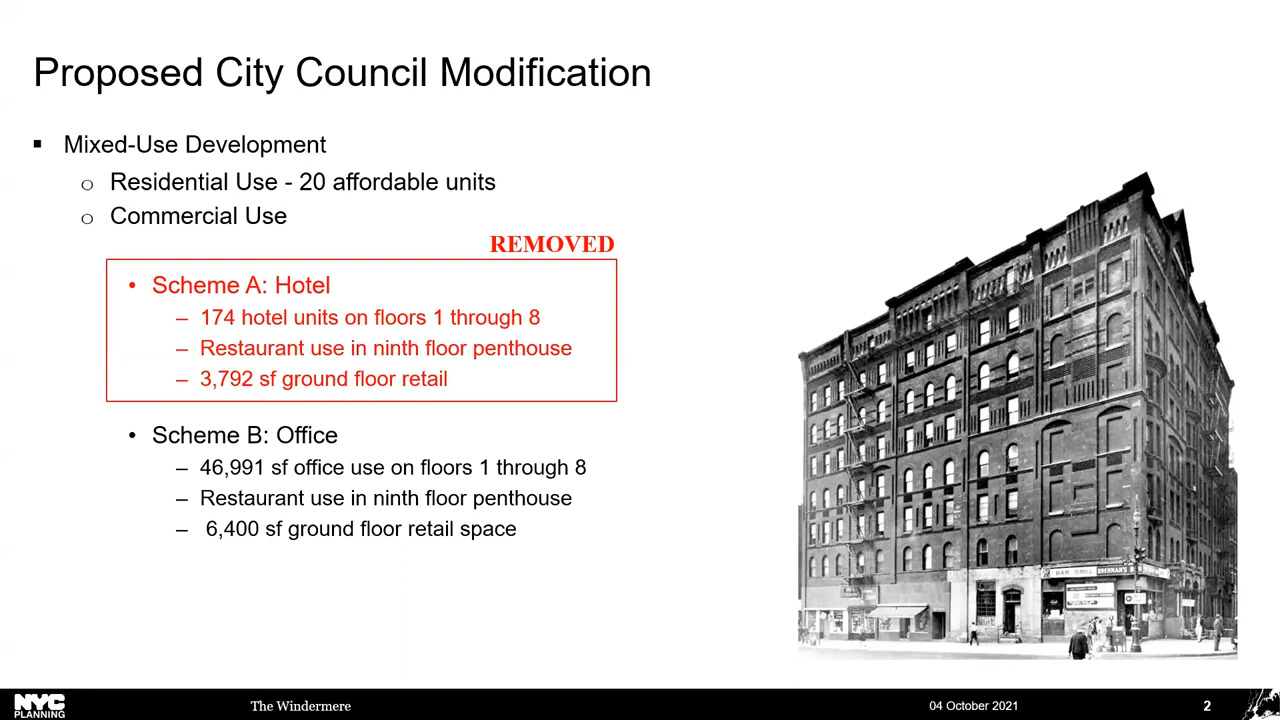 Proposed City Council Modification
▪ Mixed-Use Development
o Residential Use - 20 affordable units
o Commercial Use
REMOVED
• Scheme A: Hotel
– 174 hotel units on floors 1 through 8
– Restaurant use in ninth floor penthouse
– 3,792 sf ground floor retail
• Scheme B: Office
– 46,991 sf office use on floors 1 through 8
– Restaurant use in ninth floor penthouse
– 6,400 sf ground floor retail space
BAR GRILL
NYC
PLANNING
The Windermere
04 October 2021
2